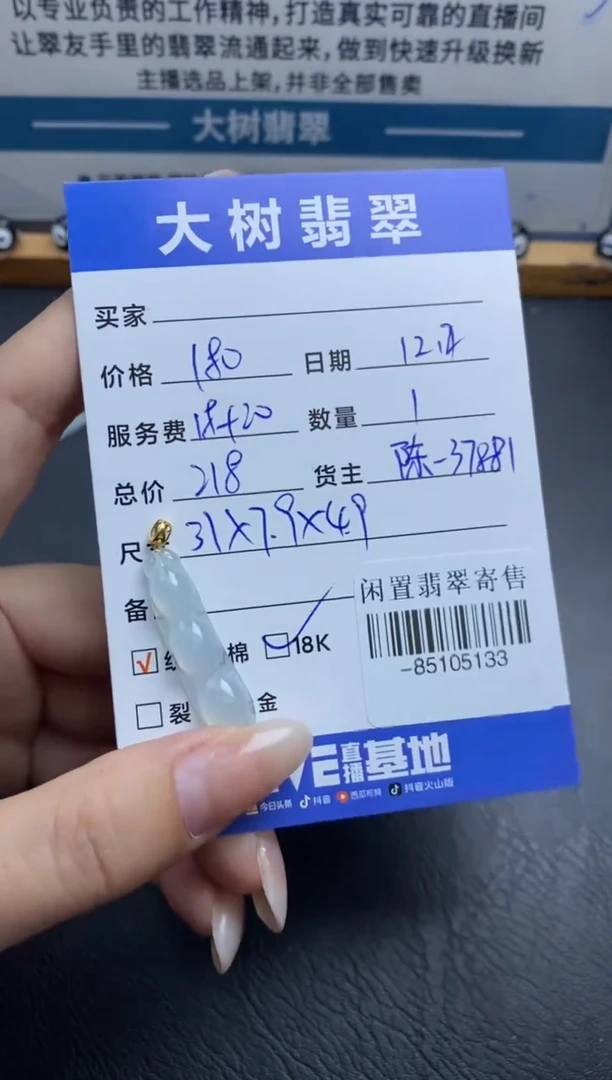 以专业负责的工作精神,打造真实可靠的直播间
让翠友手里的翡翠流通起来,做到快速升级换新
主播选品上架,并非全部售卖
大树翡翠
大树翡翠
买家
价格 180 日期
服务费 18+20 数量 1
总价 218 货主 陈-37881
尺 31×7.9×4.9
备
闲置翡翠寄售
棉 18K
-85105133
裂 金
直播基地
今日头条 抖音 西瓜视频 抖音火山版